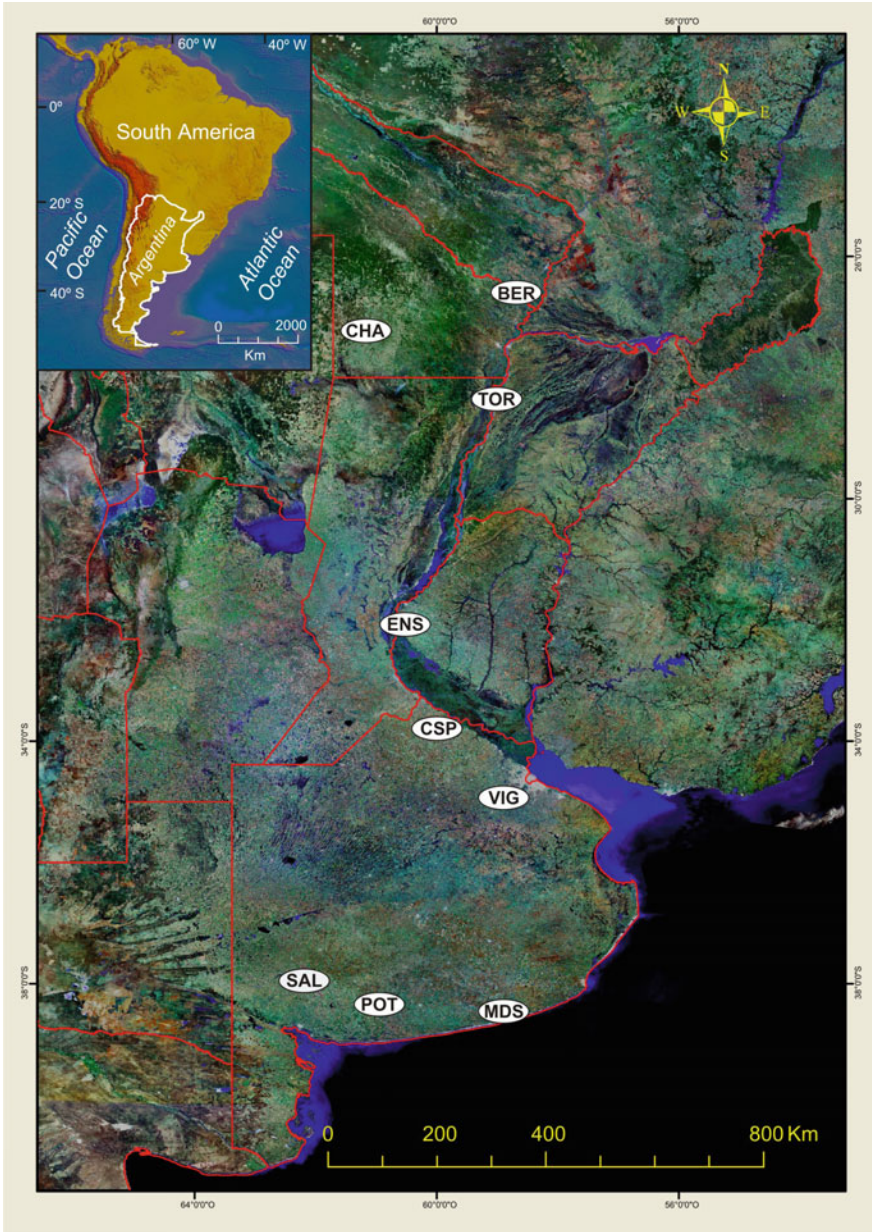 60°0'0"O
56°0'0"O
60° W
40° W
0°
South America
20° S
Pacific
Ocean
Argentina
Atlantic
Ocean
40° S
0
2000
Km
N
W
E
S
26°0'0"S
BER
CHA
TOR
30°0'0"S
ENS
34°0'0"S
CSP
34°0'0"S
VIG
38°0'0"S
SAL
POT
MDS
38°0'0"S
0
200
400
800 Km
64°0'0"O
60°0'0"O
56°0'0"O